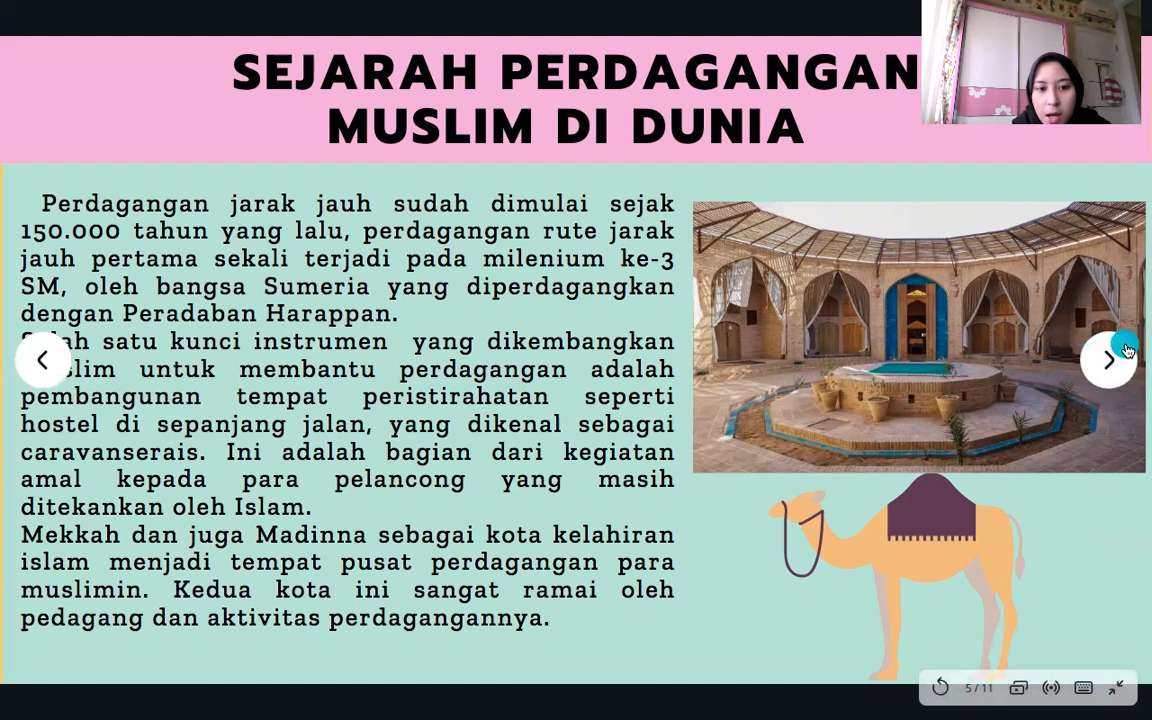 SEJARAH PERDAGANGAN
MUSLIM DI DUNIA
Perdagangan jarak jauh sudah dimulai sejak
150.000 tahun yang lalu, perdagangan rute jarak
jauh pertama sekali terjadi pada milenium ke-3
SM, oleh bangsa Sumeria yang diperdagangkan
dengan Peradaban Harappan.
satu kunci instrumen yang dikembangkan
untuk membantu perdagangan adalah
pembangunan tempat peristirahatan seperti
hostel di sepanjang jalan, yang dikenal sebagai
caravanserais. Ini adalah bagian dari kegiatan
amal kepada para pelancong yang masih
ditekankan oleh Islam.
Mekkah dan juga Madinna sebagai kota kelahiran
islam menjadi tempat pusat perdagangan para
muslimin. Kedua kota ini sangat ramai oleh
pedagang dan aktivitas perdagangannya.
5/11